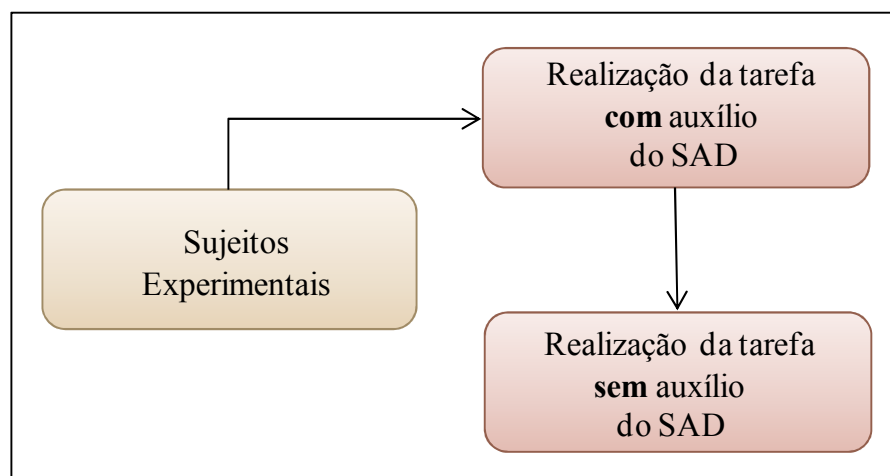 Realização da tarefa
com auxílio
do SAD
Sujeitos
Experimentais
Realização da tarefa
sem auxílio
do SAD